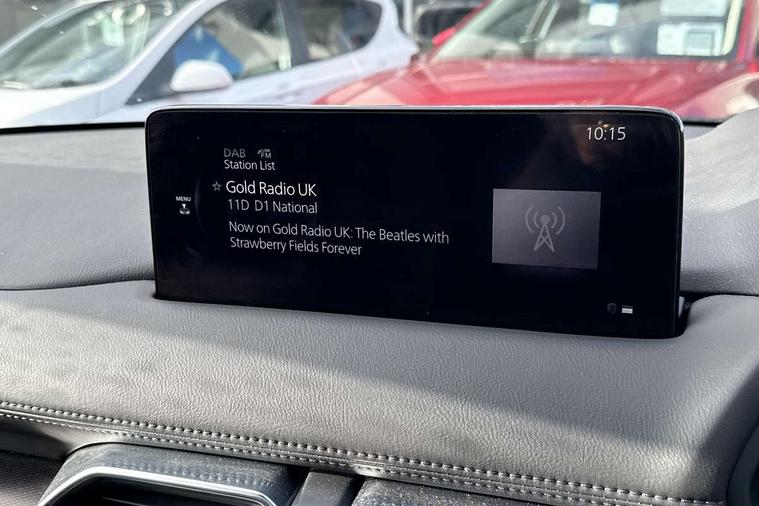 10:15
DAB FM
Station List
MENU
☆ Gold Radio UK
11D D1 National
Now on Gold Radio UK: The Beatles with
Strawberry Fields Forever